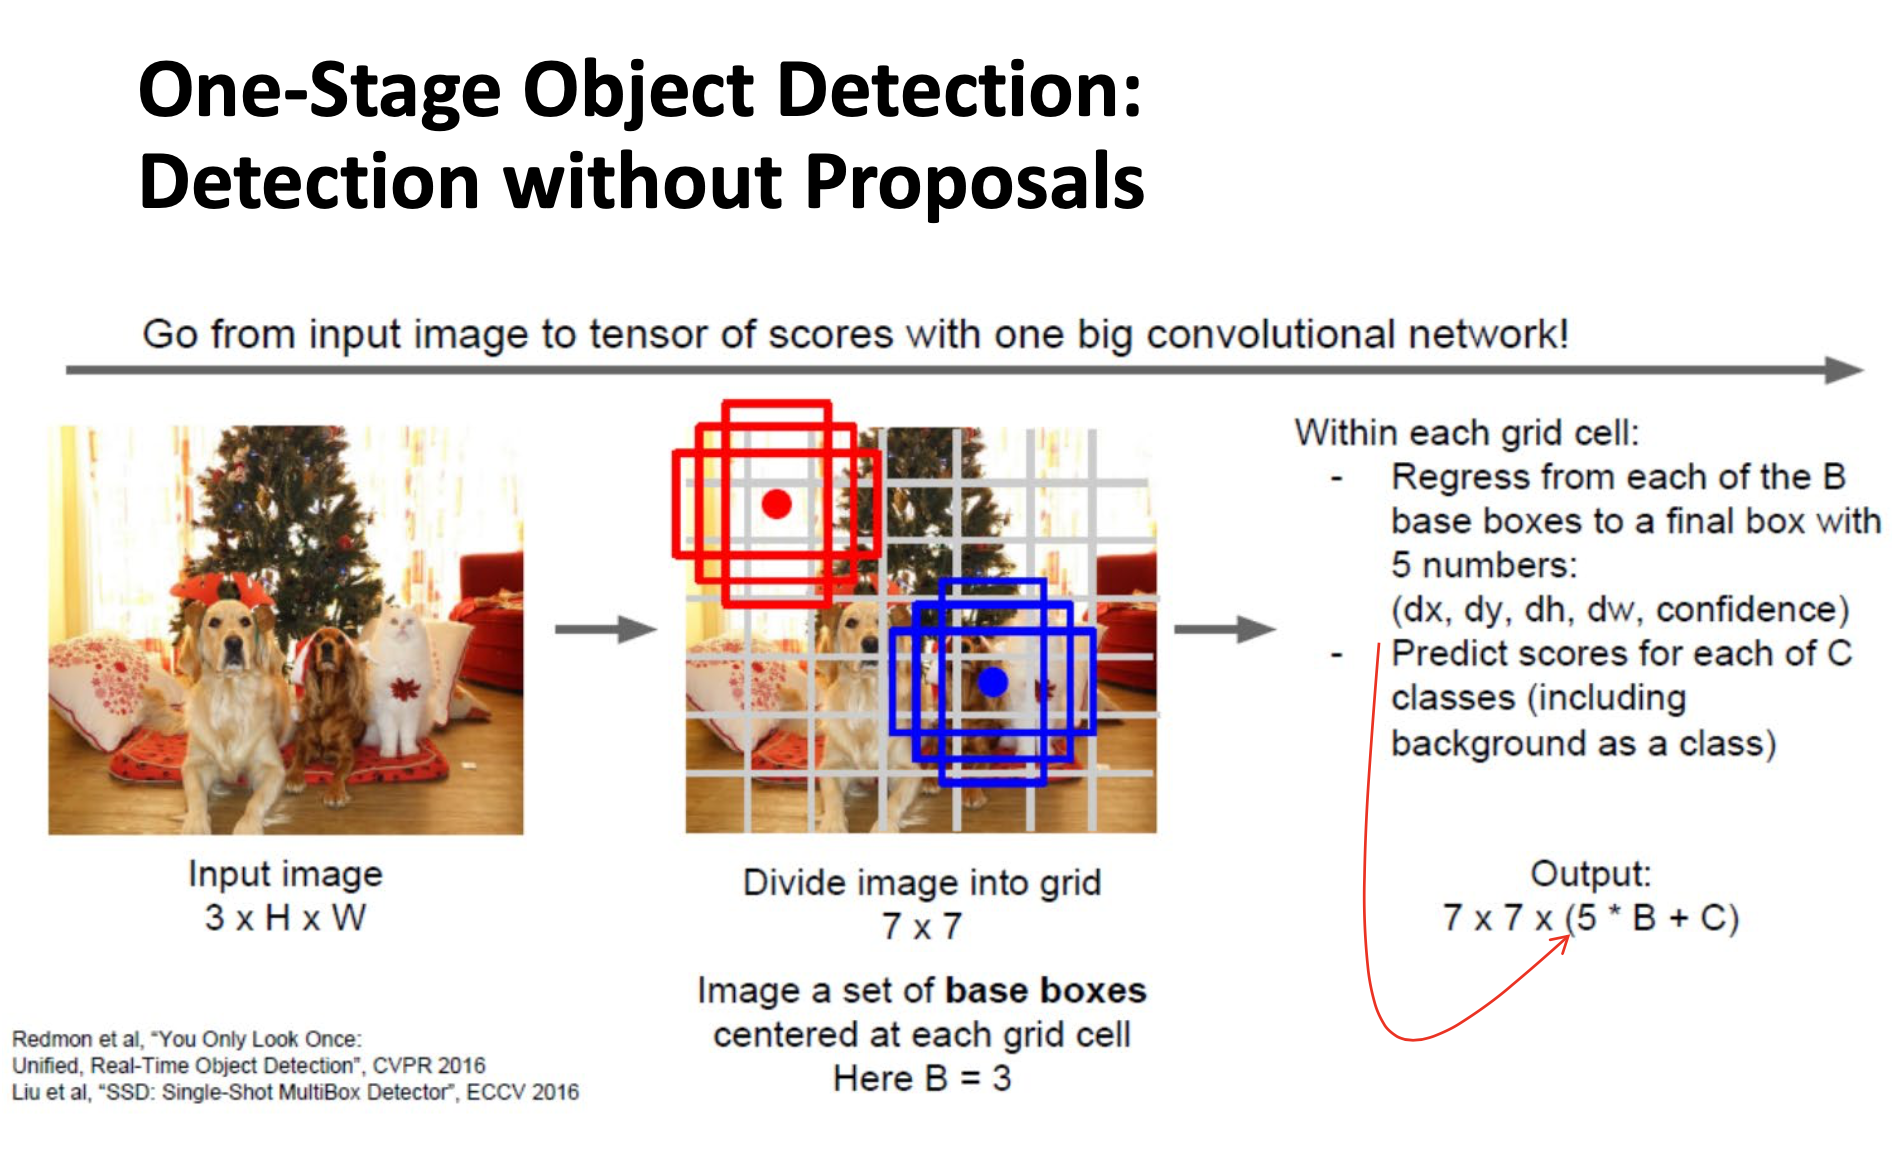 One-Stage Object Detection:
Detection without Proposals
Go from input image to tensor of scores with one big convolutional network!
Input image
3 x H x W
Divide image into grid
7 x 7
Image a set of base boxes
centered at each grid cell
Here B = 3
Within each grid cell:
- Regress from each of the B
base boxes to a final box with
5 numbers:
(dx, dy, dh, dw, confidence)
- Predict scores for each of C
classes (including
background as a class)
Output:
7 x 7 x (5 * B + C)
Redmon et al, “You Only Look Once:
Unified, Real-Time Object Detection”, CVPR 2016
Liu et al, “SSD: Single-Shot MultiBox Detector”, ECCV 2016